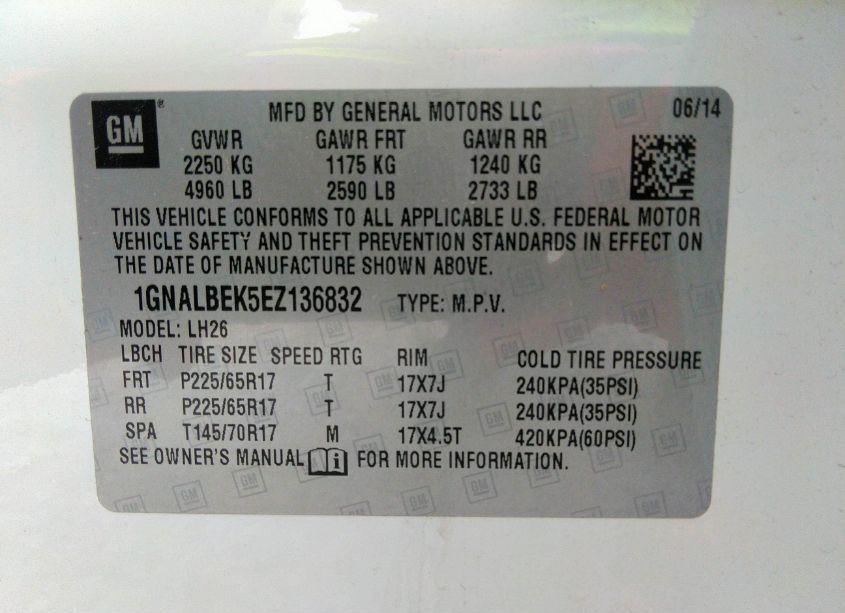 GM ® MFD BY GENERAL MOTORS LLC 06/14
GVWR GAWR FRT GAWR RR
2250 KG 1175 KG 1240 KG
4960 LB 2590 LB 2733 LB
THIS VEHICLE CONFORMS TO ALL APPLICABLE U.S. FEDERAL MOTOR
VEHICLE SAFETY AND THEFT PREVENTION STANDARDS IN EFFECT ON
THE DATE OF MANUFACTURE SHOWN ABOVE.
1GNALBEK5EZ136832 TYPE: M.P.V.
MODEL: LH26
LBCH TIRE SIZE SPEED RTG RIM COLD TIRE PRESSURE
FRT P225/65R17 T 17X7J 240KPA(35PSI)
RR P225/65R17 T 17X7J 240KPA(35PSI)
SPA T145/70R17 M 17X4.5T 420KPA(60PSI)
SEE OWNER'S MANUAL i FOR MORE INFORMATION.